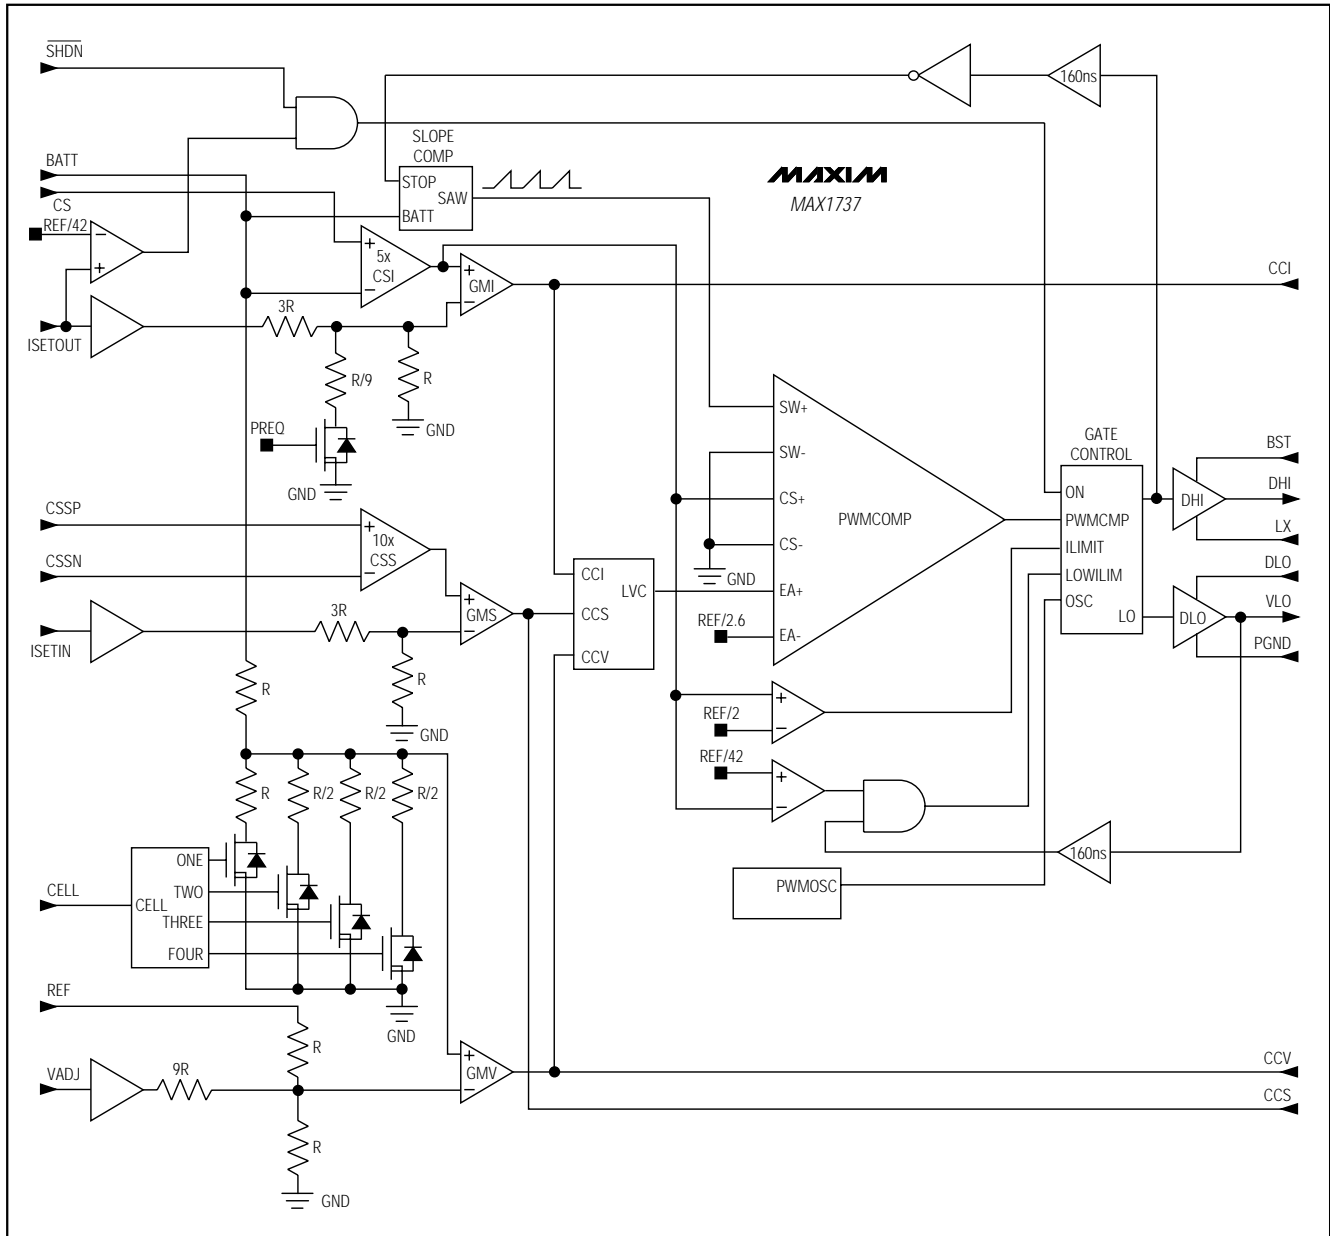 SHDN
160ns
SLOPE
COMP
BATT
STOP
SAW
BATT
MAXIM
MAX1737
CS
REF/42
−
+
+
5x
CSI
−
+
GMI
−
CCI
3R
ISETOUT
R/9
R
GND
PREQ
GND
SW+
SW-
CS+
CS-
GND
EA+
EA-
PWMCOMP
REF/2.6
GATE
CONTROL
ON
PWMCMP
ILIMIT
LOWILIM
OSC
LO
BST
DHI
DHI
LX
DLO
DLO
VLO
PGND
CSSP
CSSN
+
10x
CSS
−
+
GMS
−
3R
ISETIN
R
GND
CCI
CCS
CCV
LVC
R
REF/2
+
−
REF/42
+
−
R
R/2
R/2
R/2
160ns
PWMOSC
CELL
CELL
ONE
TWO
THREE
FOUR
GND
REF
R
VADJ
9R
+
GMV
−
CCV
CCS
R
GND